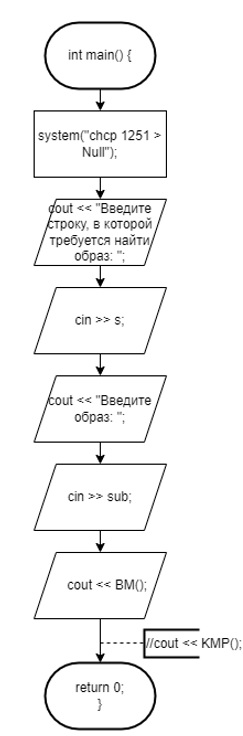 int main() {
system("chcp 1251 >
Null");
cout << "Введите
строку, в которой
требуется найти
образ: ";
cin >> s;
cout << "Введите
образ: ";
cin >> sub;
cout << BM();
//cout << KMP();
return 0;
}